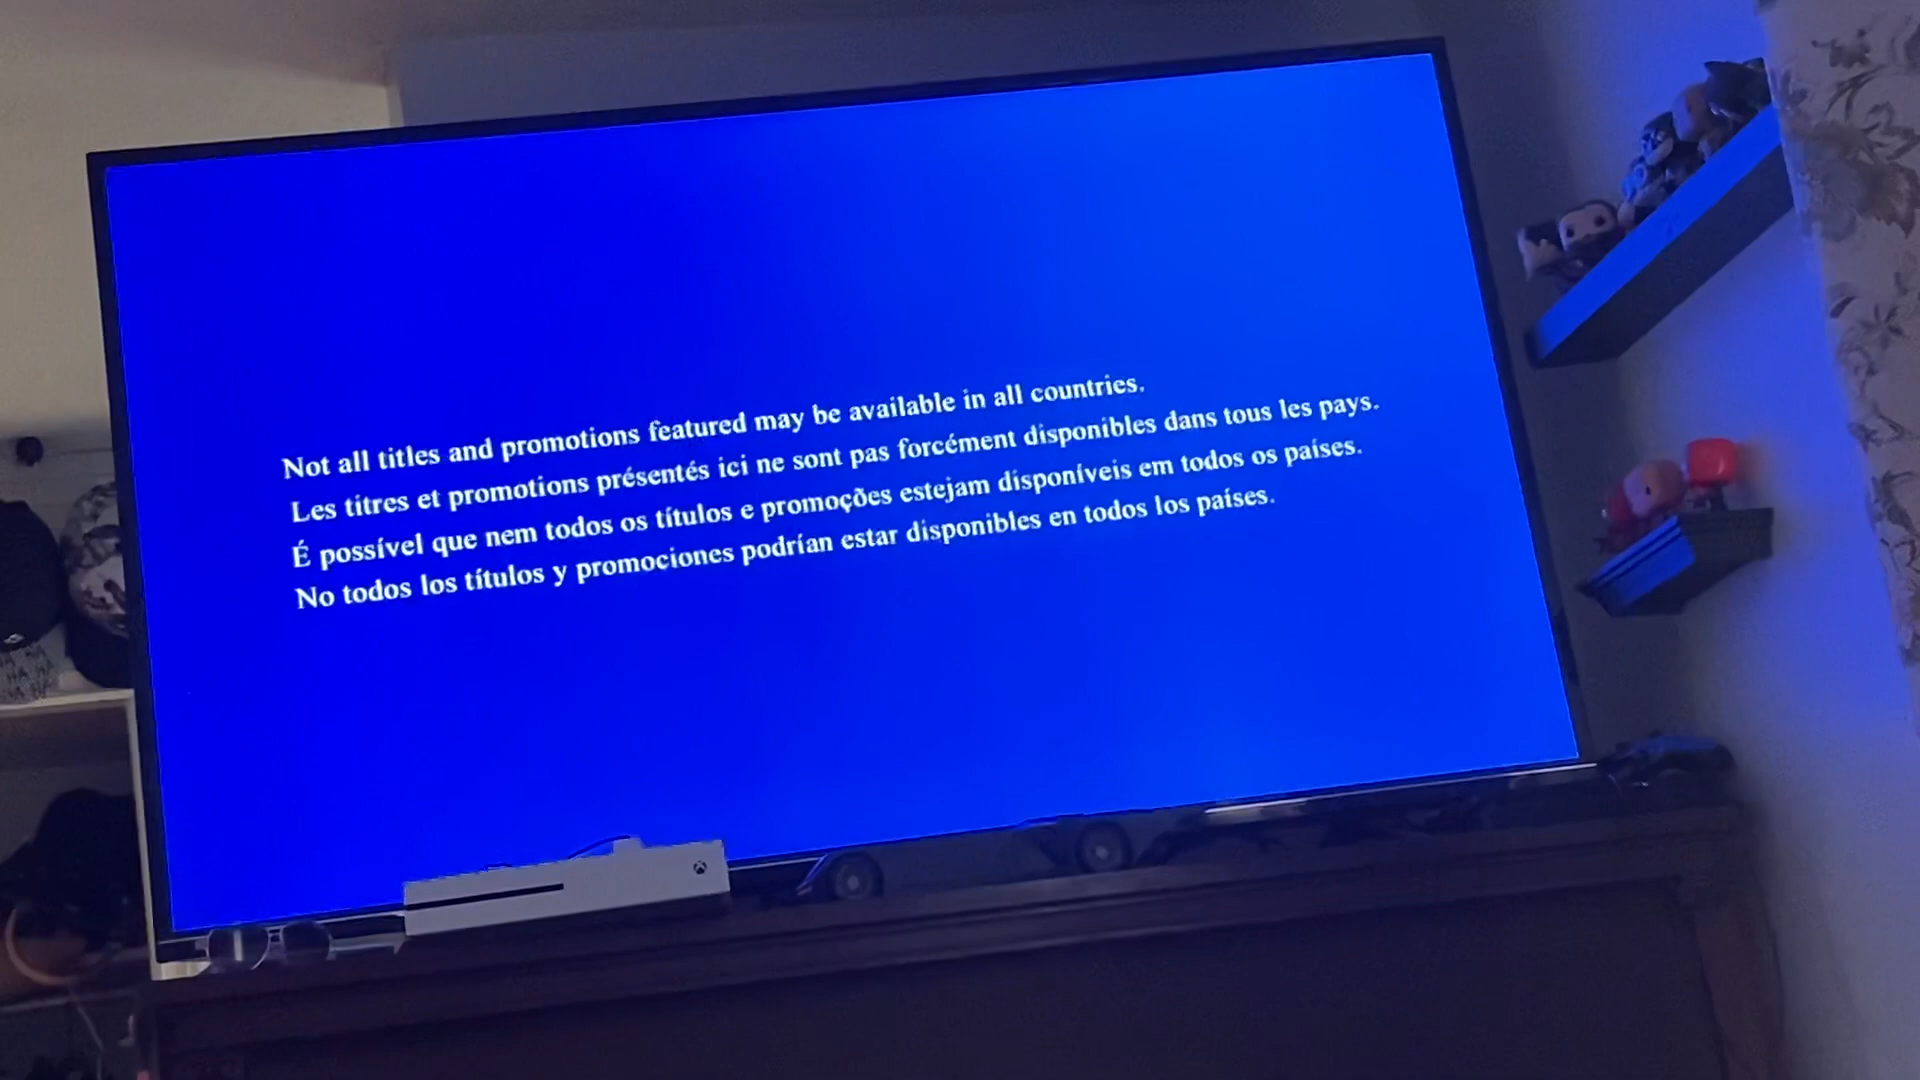 Not all titles and promotions featured may be available in all countries.
Les titres et promotions présentés ici ne sont pas forcément disponibles dans tous les pays.
É possível que nem todos os títulos e promoções estejam disponíveis em todos os países.
No todos los títulos y promociones podrían estar disponibles en todos los países.